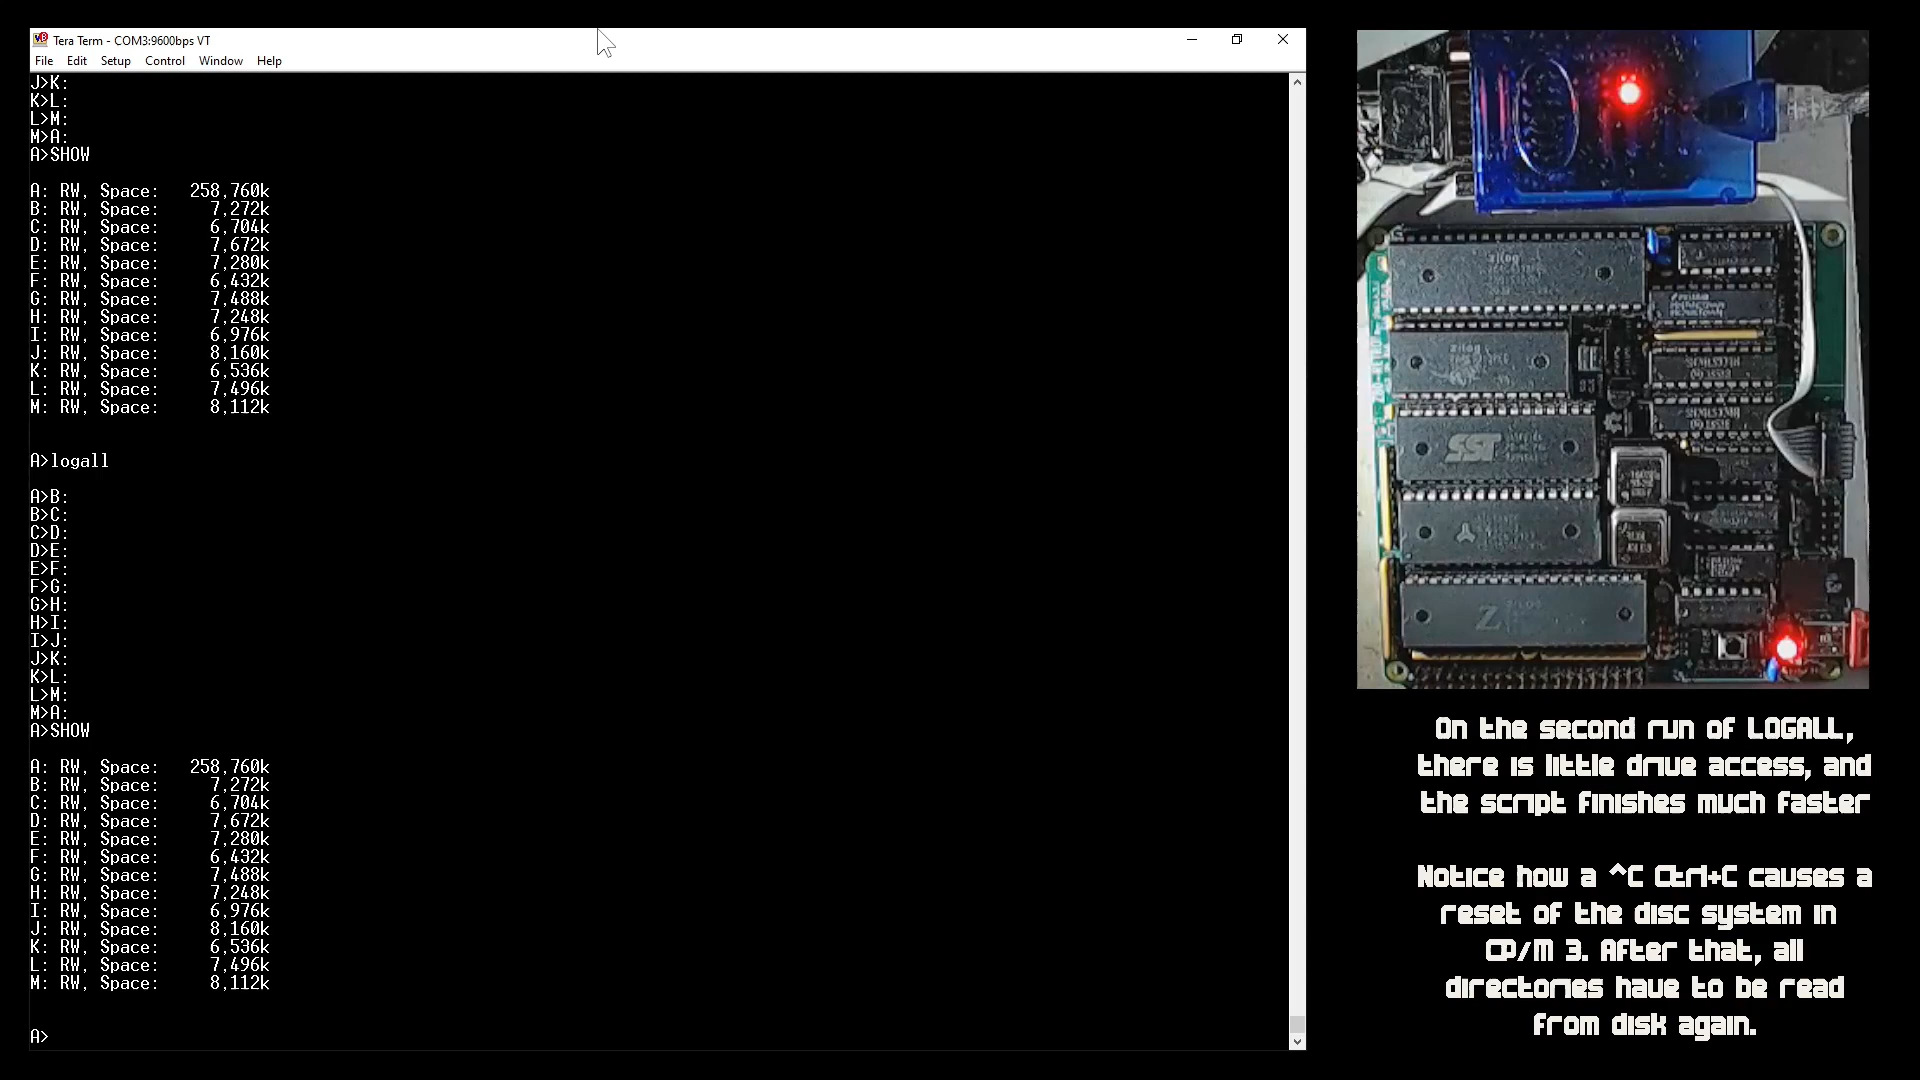 Tera Term - COM3:9600bps VT
File Edit Setup Control Window Help
J>K:
K>L:
L>M:
M>A:
A>SHOW
A: RW, Space: 258,760k
B: RW, Space: 7,272k
C: RW, Space: 6,704k
D: RW, Space: 7,672k
E: RW, Space: 7,280k
F: RW, Space: 6,432k
G: RW, Space: 7,488k
H: RW, Space: 7,248k
I: RW, Space: 6,976k
J: RW, Space: 8,160k
K: RW, Space: 6,536k
L: RW, Space: 7,496k
M: RW, Space: 8,112k
A>logall
A>B:
B>C:
C>D:
D>E:
E>F:
F>G:
G>H:
H>I:
I>J:
J>K:
K>L:
L>M:
M>A:
A>SHOW
A: RW, Space: 258,760k
B: RW, Space: 7,272k
C: RW, Space: 6,704k
D: RW, Space: 7,672k
E: RW, Space: 7,280k
F: RW, Space: 6,432k
G: RW, Space: 7,488k
H: RW, Space: 7,248k
I: RW, Space: 6,976k
J: RW, Space: 8,160k
K: RW, Space: 6,536k
L: RW, Space: 7,496k
M: RW, Space: 8,112k
A>
SST
Z
On the second run of LOGALL,
there is little drive access, and
the script finishes much faster
Notice how a ^C Ctrl+C causes a
reset of the disc system in
CP/M 3. After that, all
directories have to be read
from disk again.